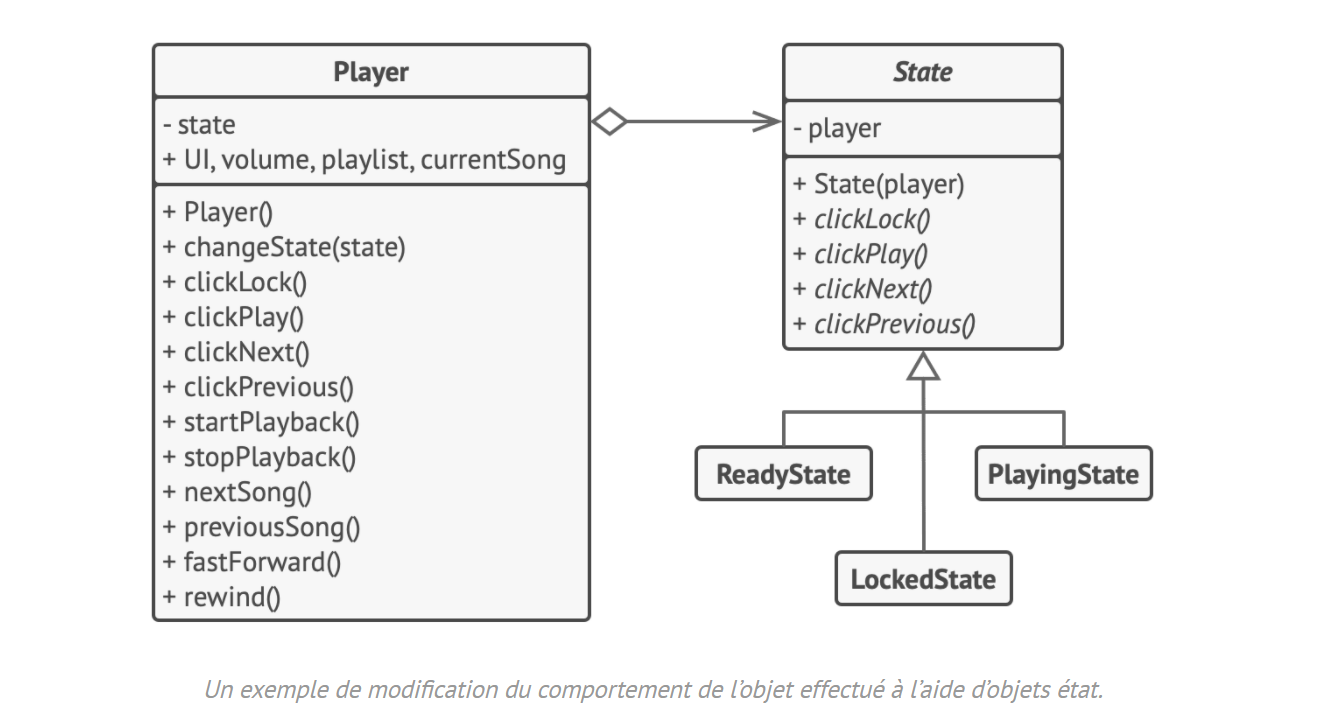 Player
- state
+ UI, volume, playlist, currentSong
+ Player()
+ changeState(state)
+ clickLock()
+ clickPlay()
+ clickNext()
+ clickPrevious()
+ startPlayback()
+ stopPlayback()
+ nextSong()
+ previousSong()
+ fastForward()
+ rewind()
State
- player
+ State(player)
+ clickLock()
+ clickPlay()
+ clickNext()
+ clickPrevious()
ReadyState
PlayingState
LockedState
Un exemple de modification du comportement de l’objet effectué à l’aide d’objets état.